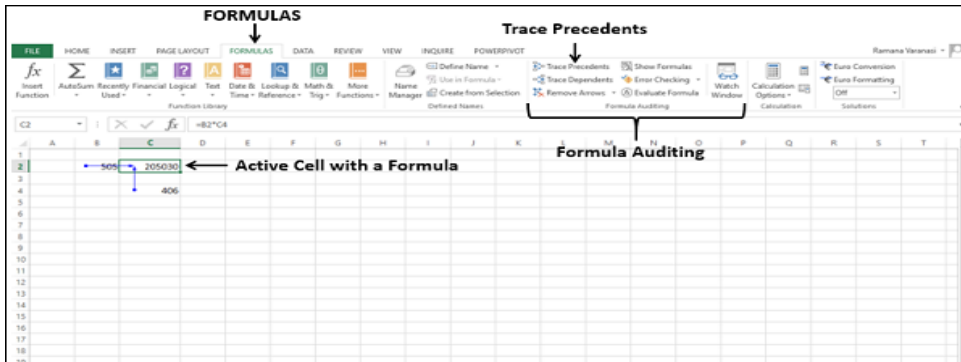 FORMULAS
Trace Precedents
FILE HOME INSERT PAGE LAYOUT FORMULAS DATA REVIEW VIEW INQUIRE POWERPIVOT Ramana Varanasi
fx
Insert Function
AutoSum
Recently Used
Financial
Logical
Text
Date & Time
Lookup & Reference
Math & Trig
More Functions
Function Library
Name Manager
Define Name
Use in Formula
Create from Selection
Defined Names
Trace Precedents
Trace Dependents
Remove Arrows
Show Formulas
Error Checking
Evaluate Formula
Formula Auditing
Watch Window
Calculation Options
Calculation
Euro Conversion
Euro Formatting
Off
Solutions
C2 fx =B2*C4
A B C D E F G H I J K L M N O P Q R S T
1
2 505 205030 Active Cell with a Formula
Formula Auditing
3
4 406
5
6
7
8
9
10
11
12
13
14
15
16
17
18
19